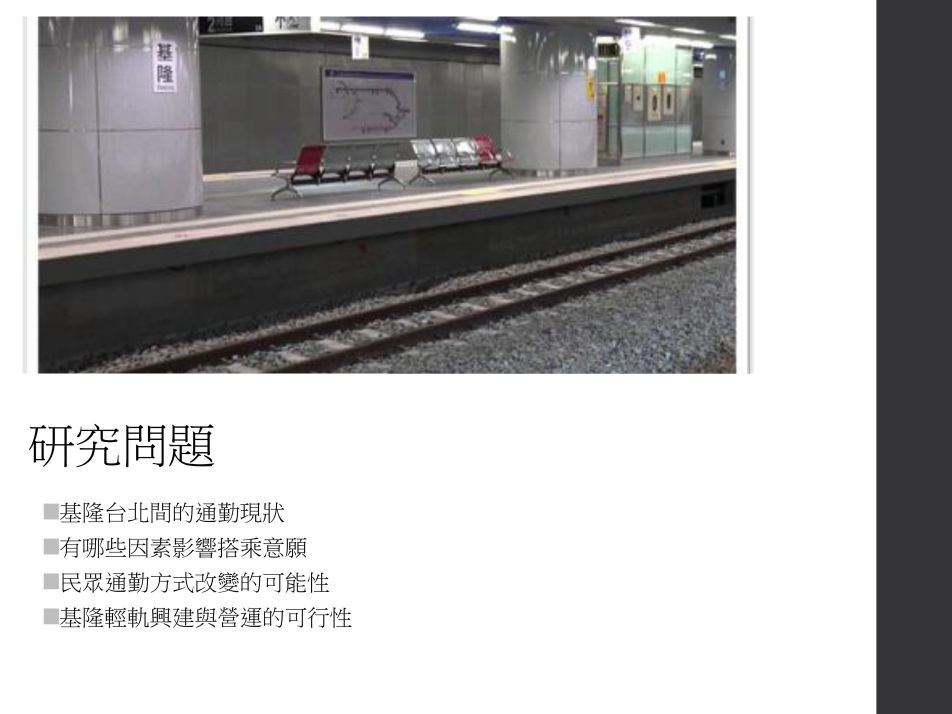 基隆
研究問題
基隆台北間的通勤現狀
有哪些因素影響搭乘意願
民眾通勤方式改變的可能性
基隆輕軌興建與營運的可行性